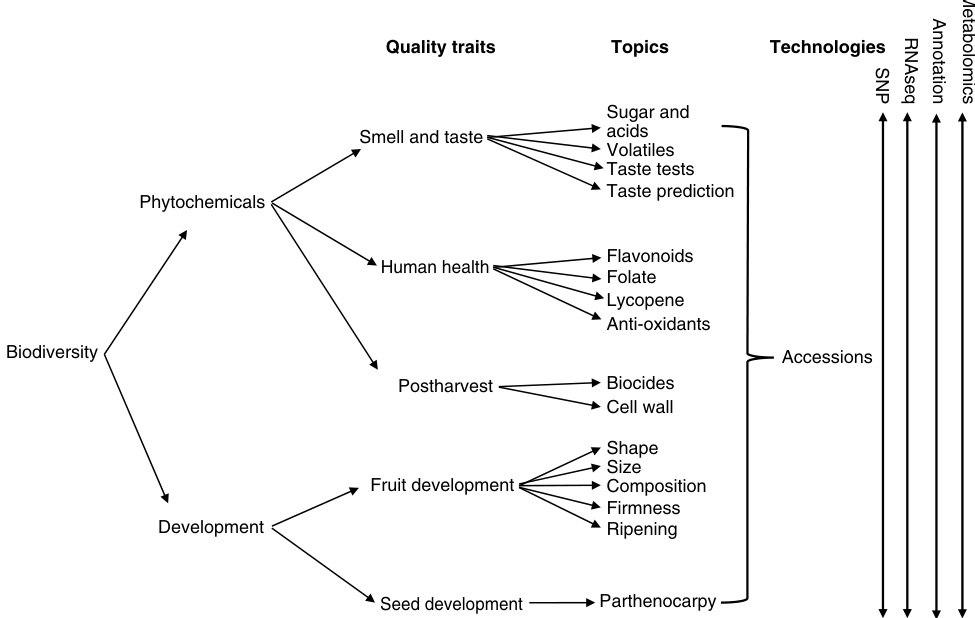 Quality traits
Topics
Technologies
SNP
RNAseq
Annotation
Metabolomics
Biodiversity
Phytochemicals
Development
Smell and taste
Human health
Postharvest
Fruit development
Seed development
Sugar and
acids
Volatiles
Taste tests
Taste prediction
Flavonoids
Folate
Lycopene
Anti-oxidants
Biocides
Cell wall
Shape
Size
Composition
Firmness
Ripening
Parthenocarpy
Accessions